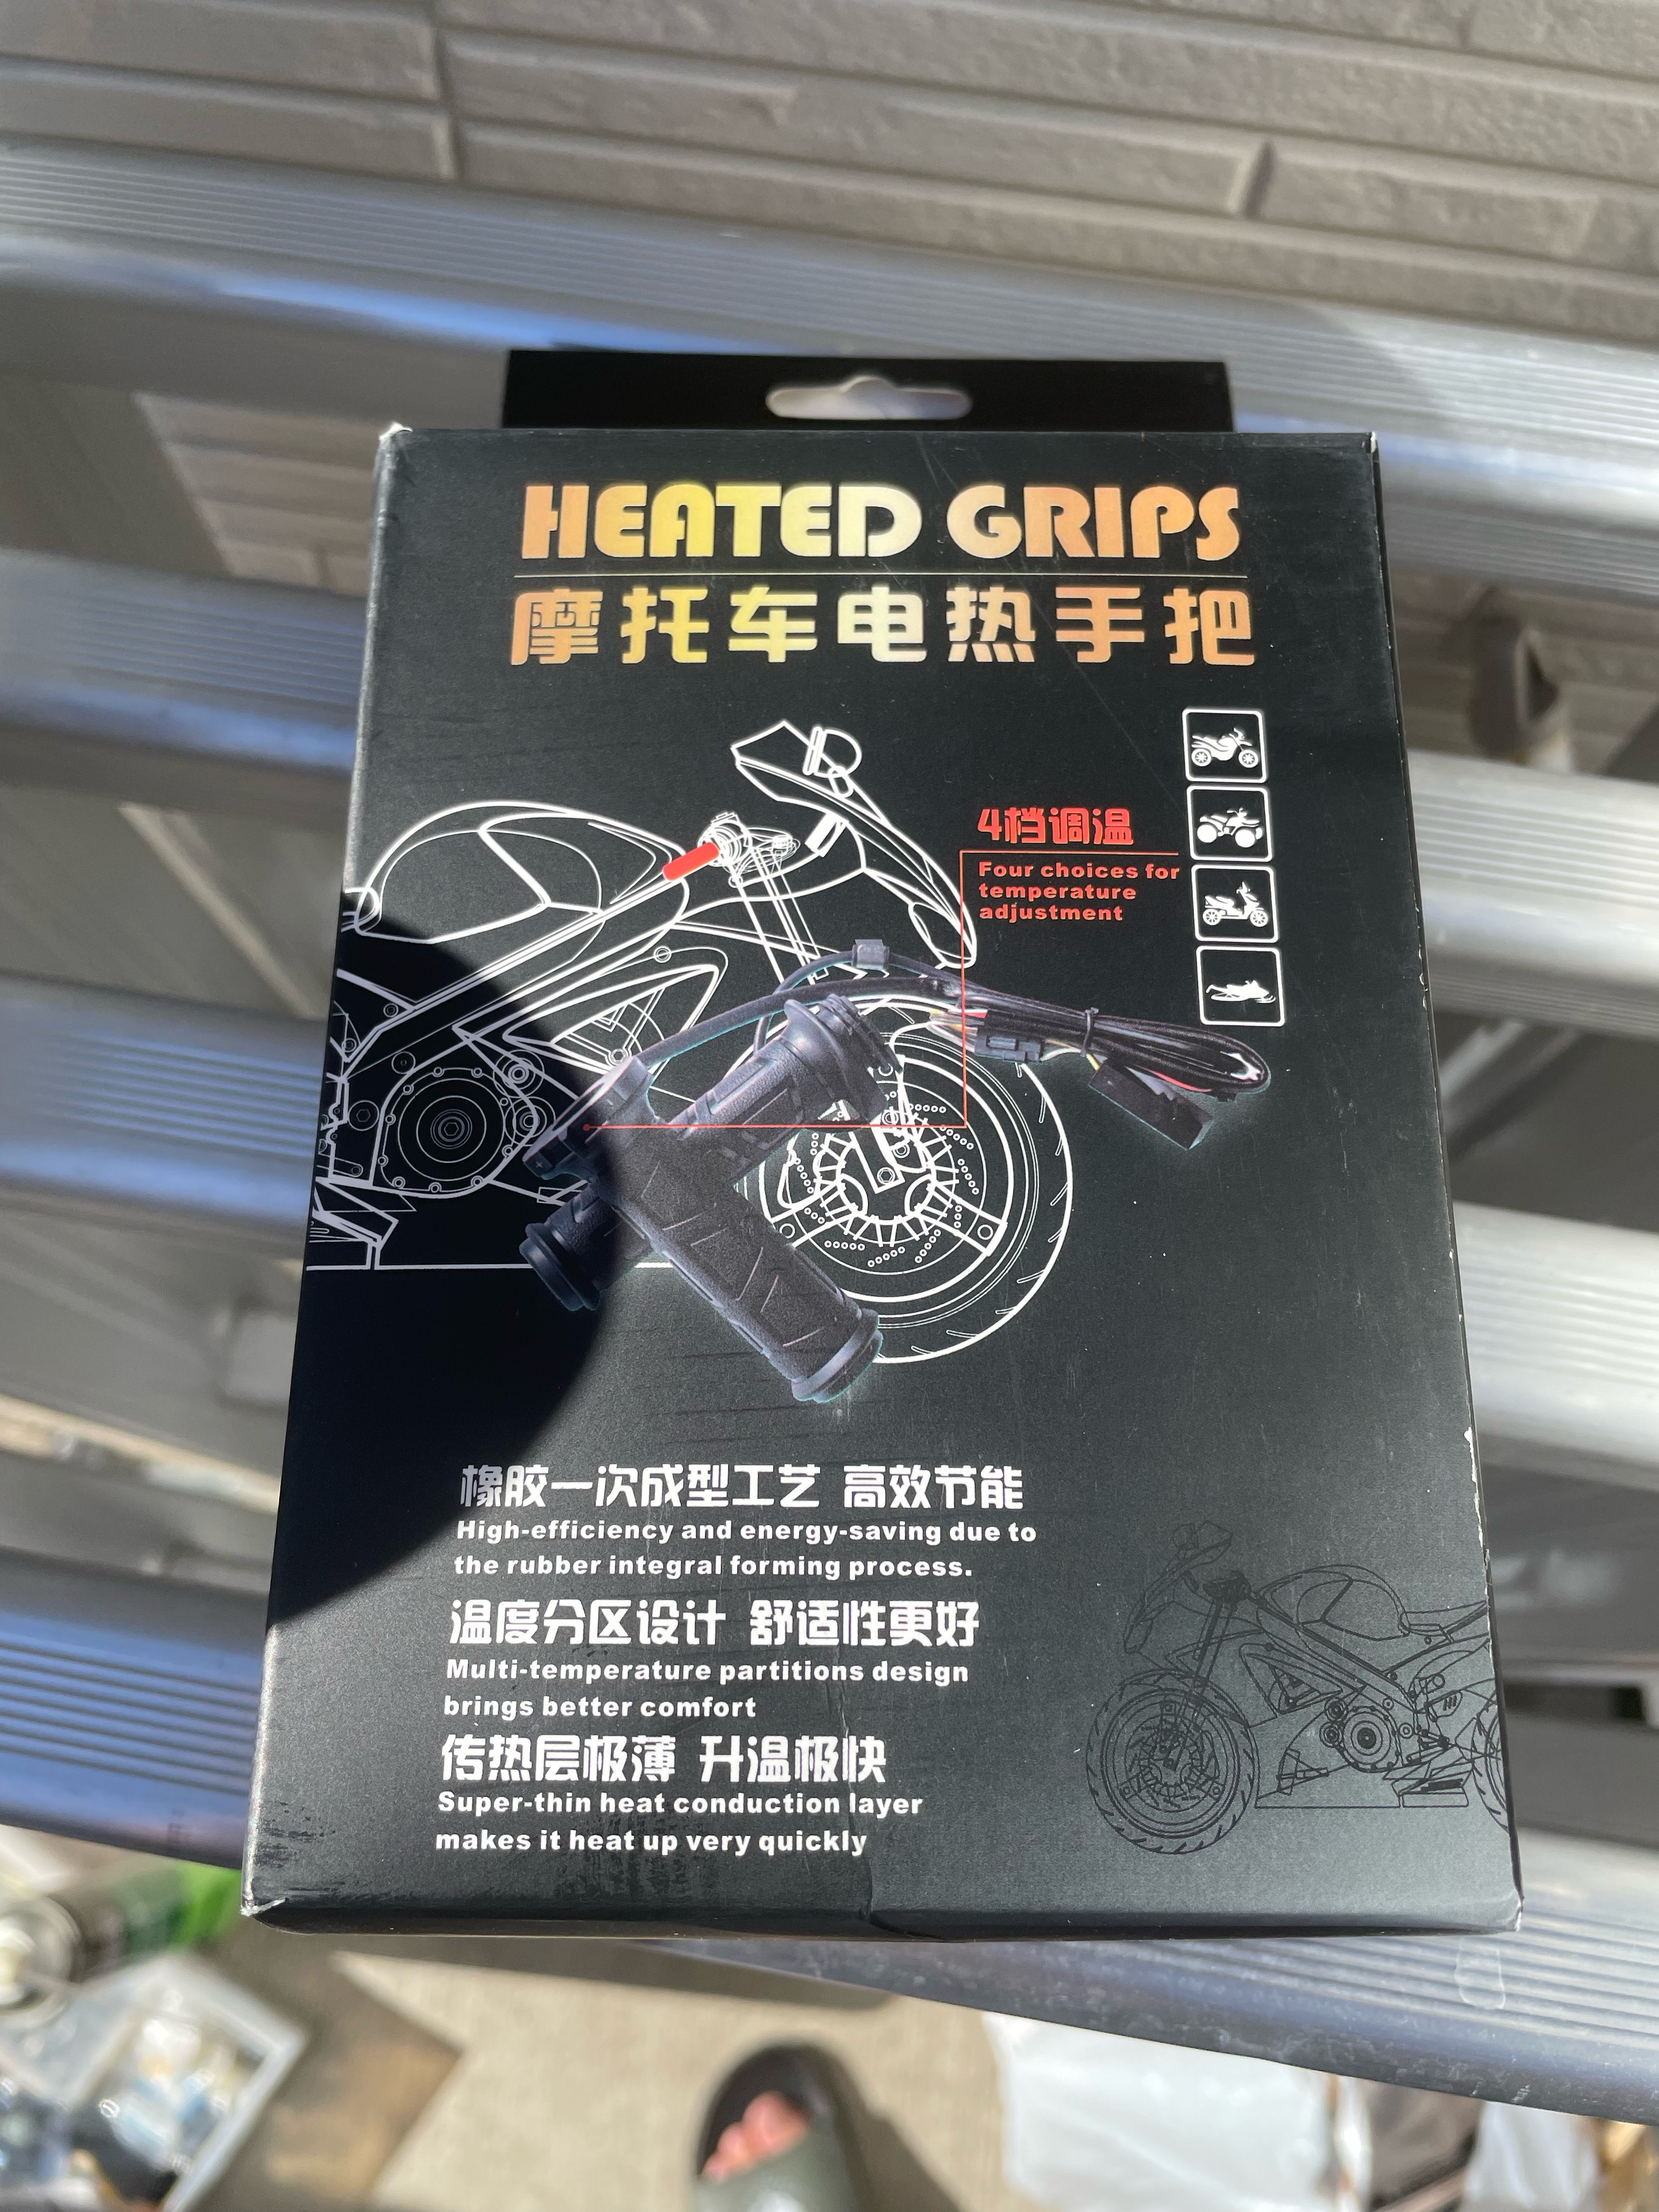 HEATED GRIPS
摩托车电热手把
4档调温
Four choices for
temperature
adjustment
橡胶一次成型工艺 高效节能
High-efficiency and energy-saving due to
the rubber integral forming process.
温度分区设计 舒适性更好
Multi-temperature partitions design
brings better comfort
传热层极薄 升温极快
Super-thin heat conduction layer
makes it heat up very quickly